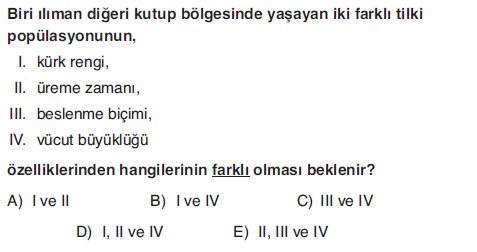 Biri ılıman diğeri kutup bölgesinde yaşayan iki farklı tilki
popülasyonunun,
I. kürk rengi,
II. üreme zamanı,
III. beslenme biçimi,
IV. vücut büyüklüğü
özelliklerinden hangilerinin farklı olması beklenir?
A) I ve II B) I ve IV C) III ve IV
D) I, II ve IV E) II, III ve IV